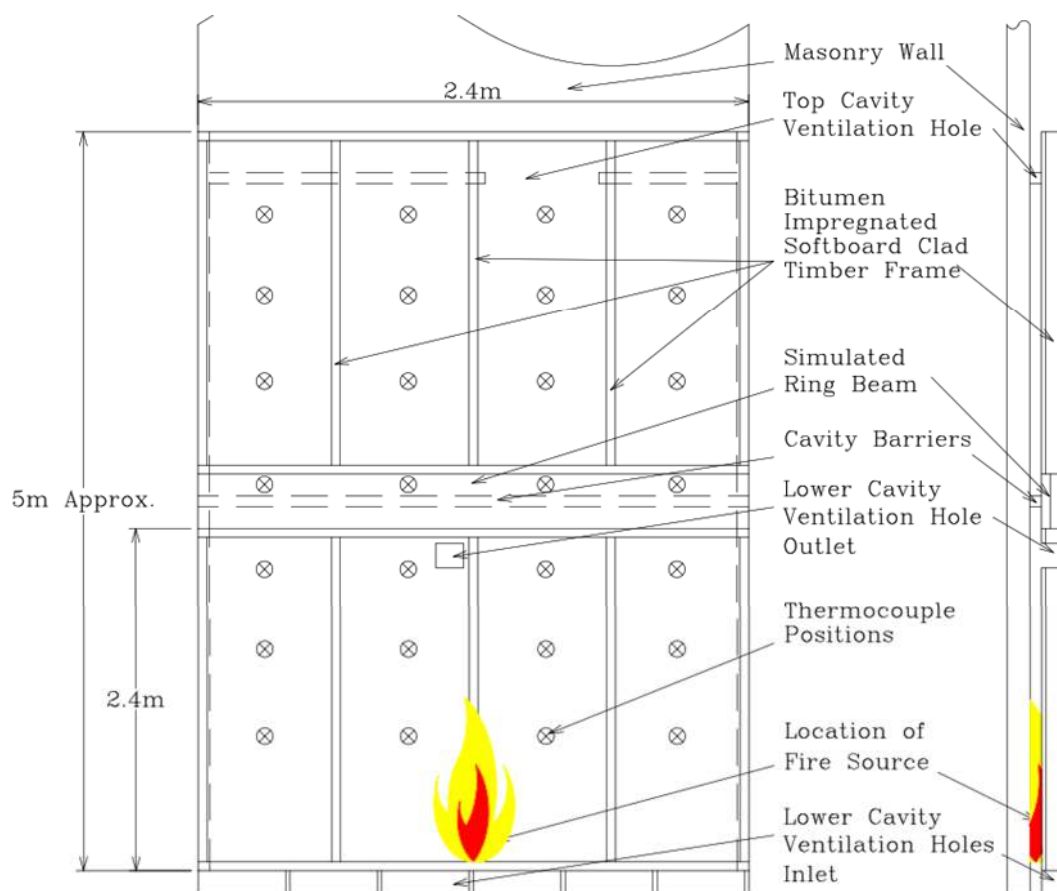 Masonry Wall
2.4m
Top Cavity
Ventilation Hole
Bitumen
Impregnated
Softboard Clad
Timber Frame
Simulated
Ring Beam
Cavity Barriers
5m Approx.
Lower Cavity
Ventilation Hole
Outlet
Thermocouple
Positions
2.4m
Location of
Fire Source
Lower Cavity
Ventilation Holes
Inlet